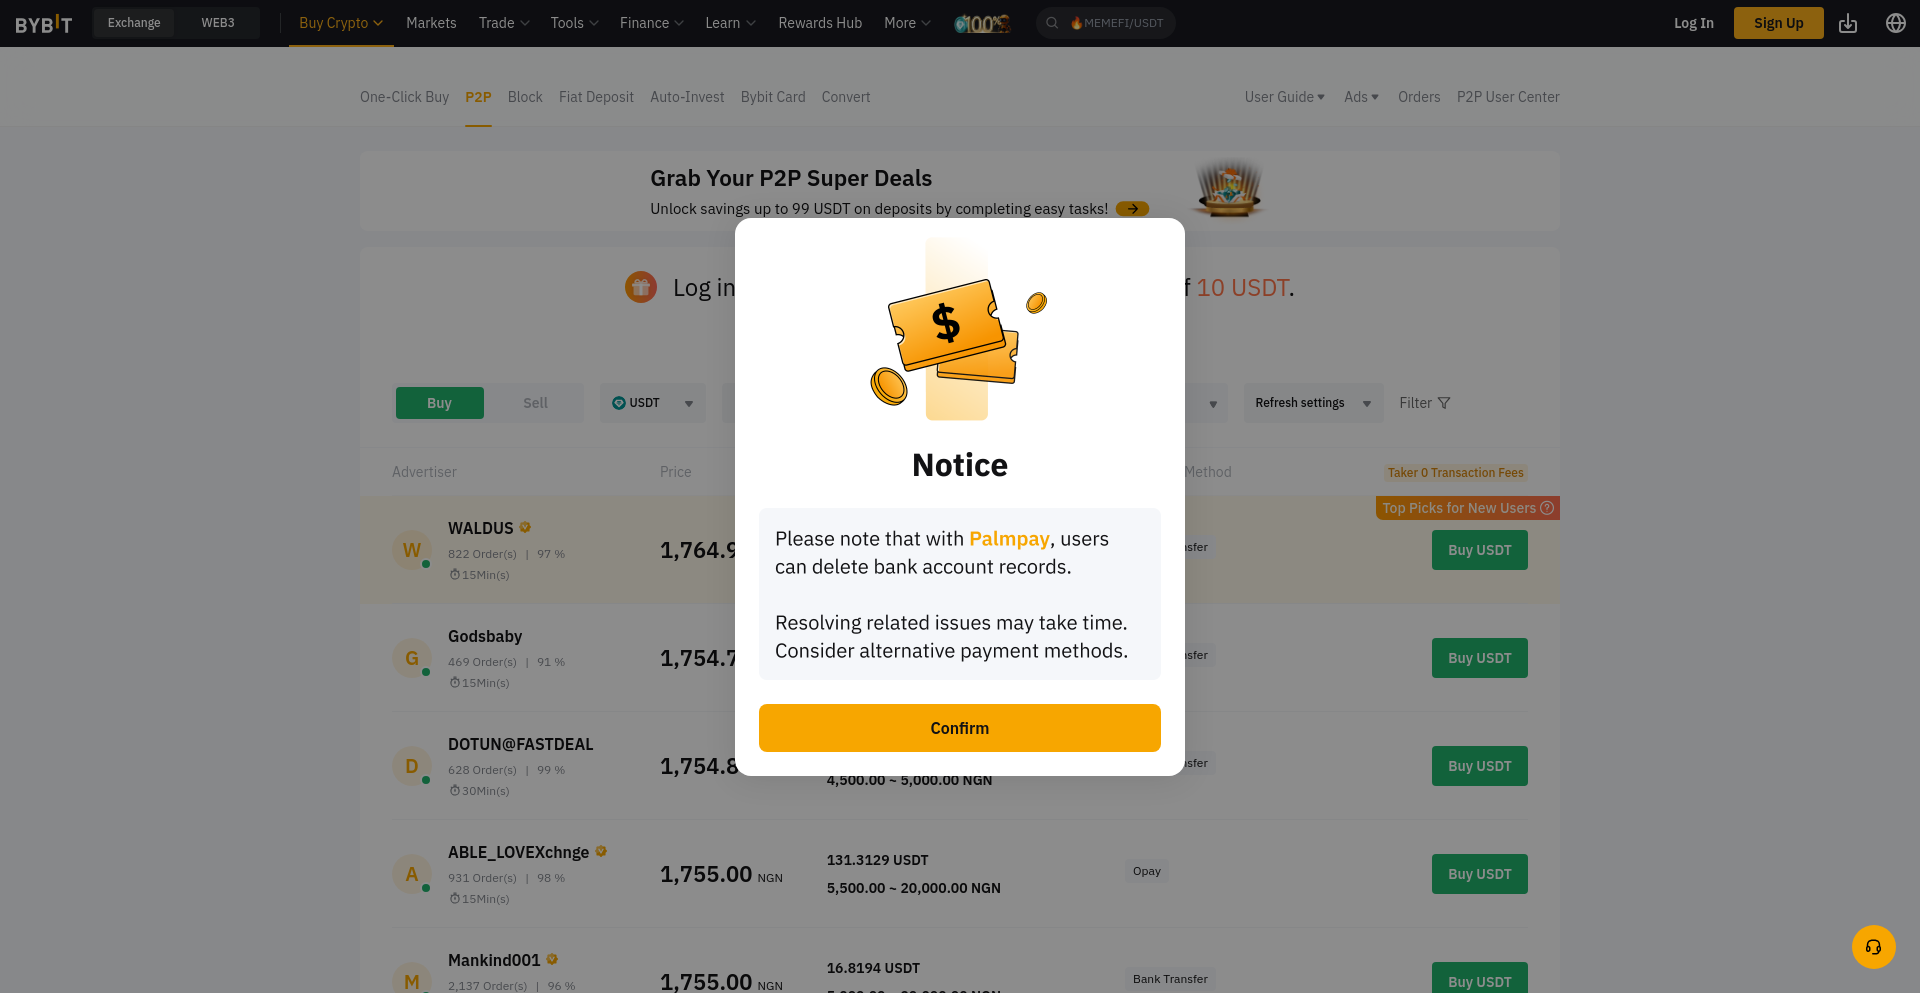 BYBIT
Exchange
WEB3
Buy Crypto
Markets
Trade
Tools
Finance
Learn
Rewards Hub
More
100%
MEMEFI/USDT
Log In
Sign Up
One-Click Buy
P2P
Block
Fiat Deposit
Auto-Invest
Bybit Card
Convert
User Guide
Ads
Orders
P2P User Center
Grab Your P2P Super Deals
Unlock savings up to 99 USDT on deposits by completing easy tasks!
Log in
10 USDT.
Buy
Sell
USDT
Refresh settings
Filter
Advertiser
Price
Method
Taker 0 Transaction Fees
Top Picks for New Users
W
WALDUS
822 Order(s) | 97 %
15Min(s)
1,764.9
Buy USDT
G
Godsbaby
469 Order(s) | 91 %
15Min(s)
1,754.7
Buy USDT
D
DOTUN@FASTDEAL
628 Order(s) | 99 %
30Min(s)
1,754.8
4,500.00 ~ 5,000.00 NGN
Buy USDT
A
ABLE_LOVEXchnge
931 Order(s) | 98 %
15Min(s)
1,755.00 NGN
131.3129 USDT
5,500.00 ~ 20,000.00 NGN
Opay
Buy USDT
M
Mankind001
2,137 Order(s) | 96 %
1,755.00 NGN
16.8194 USDT
Bank Transfer
Buy USDT
$
Notice
Please note that with Palmpay, users
can delete bank account records.
Resolving related issues may take time.
Consider alternative payment methods.
Confirm